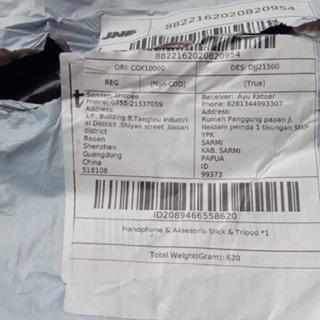 JNE
8822162020820954
8822162020820954
ORI: CGK10000 DES: DJJ21500
REG [Non-COD] [True]
Sender: Shopee
Phone: 0755-21537059
Address:
1/F, Building 8,Tangtou industri
al District ,Shiyan street ,baoan
district
Baoan
Shenzhen
Guangdong
China
518108
Receiver: Ayu Katoar
Phone: 6281344993307
Address:
Rumah Panggung papan jl.
Neidam pemda 1 tikungan SMP
YPK
SARMI
KAB. SARMI
PAPUA
ID
99373
ID2089466558620
Handphone & Aksesoris-Stick & Tripod *1
Total Weight(Gram): 620